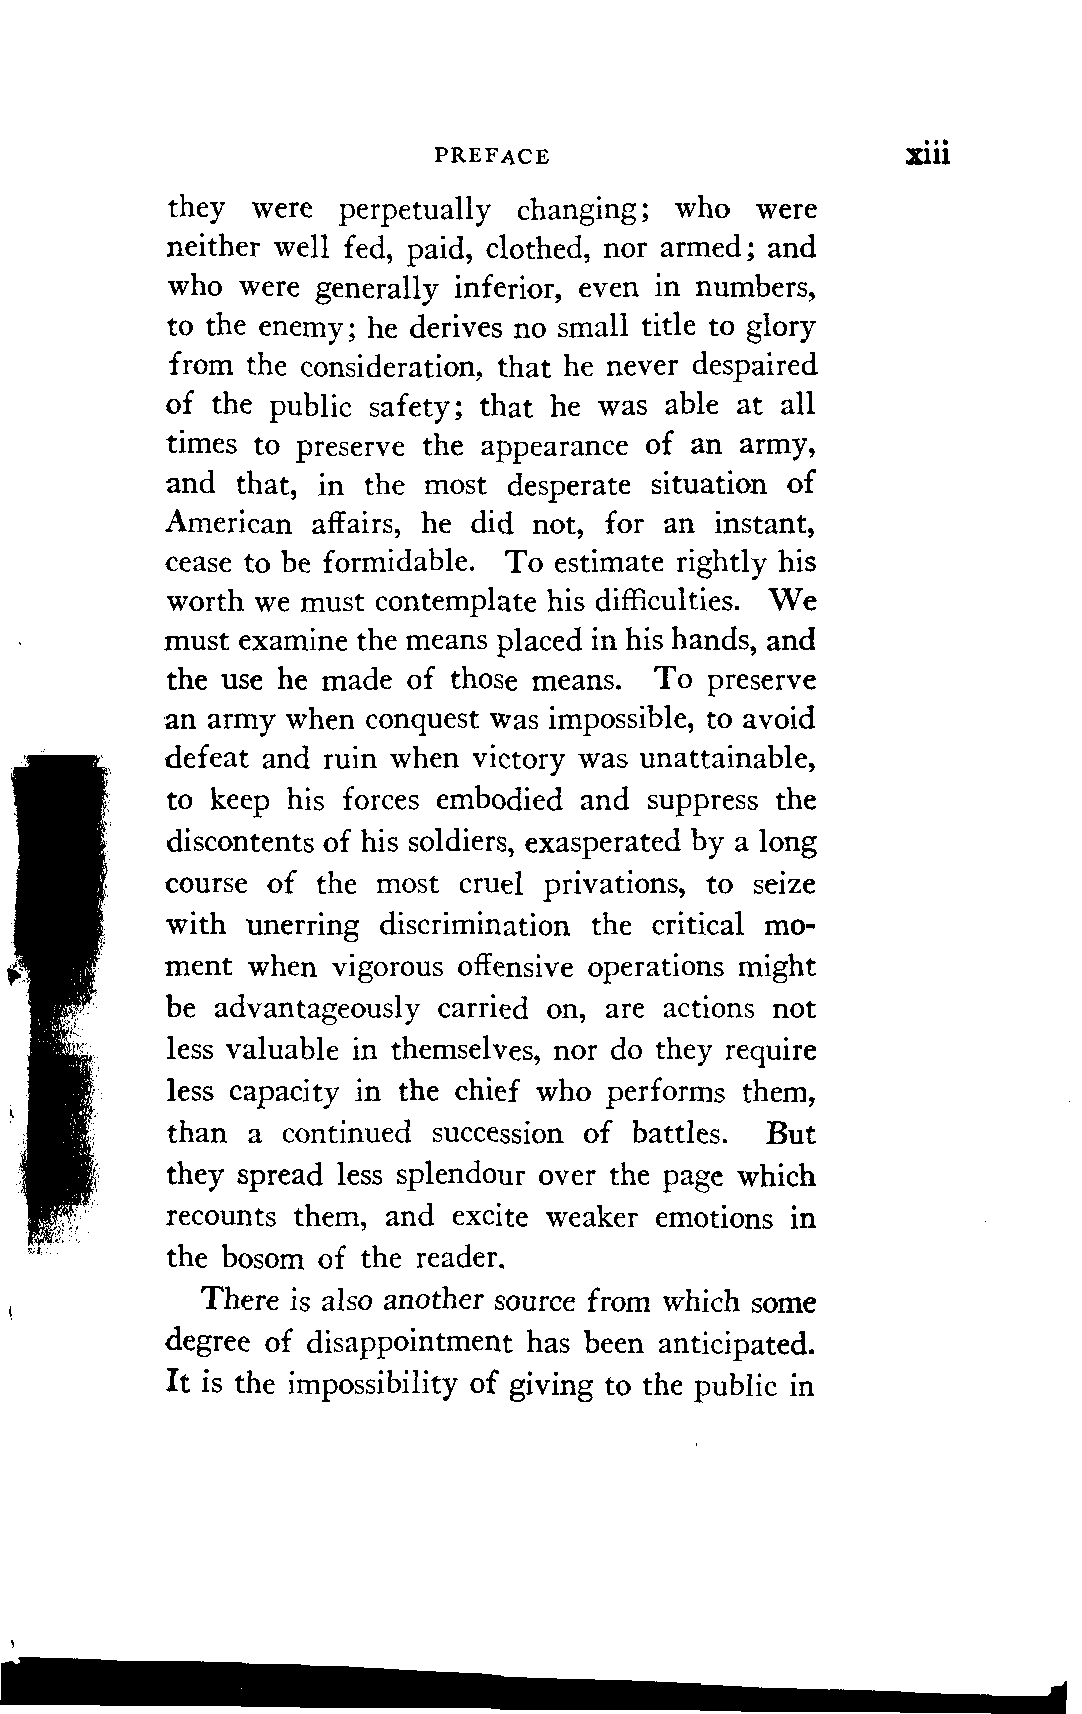 PREFACE xiii
they were perpetually changing; who were
neither well fed, paid, clothed, nor armed; and
who were generally inferior, even in numbers,
to the enemy; he derives no small title to glory
from the consideration, that he never despaired
of the public safety; that he was able at all
times to preserve the appearance of an army,
and that, in the most desperate situation of
American affairs, he did not, for an instant,
cease to be formidable. To estimate rightly his
worth we must contemplate his difficulties. We
must examine the means placed in his hands, and
the use he made of those means. To preserve
an army when conquest was impossible, to avoid
defeat and ruin when victory was unattainable,
to keep his forces embodied and suppress the
discontents of his soldiers, exasperated by a long
course of the most cruel privations, to seize
with unerring discrimination the critical mo-
ment when vigorous offensive operations might
be advantageously carried on, are actions not
less valuable in themselves, nor do they require
less capacity in the chief who performs them,
than a continued succession of battles. But
they spread less splendour over the page which
recounts them, and excite weaker emotions in
the bosom of the reader.
There is also another source from which some
degree of disappointment has been anticipated.
It is the impossibility of giving to the public in